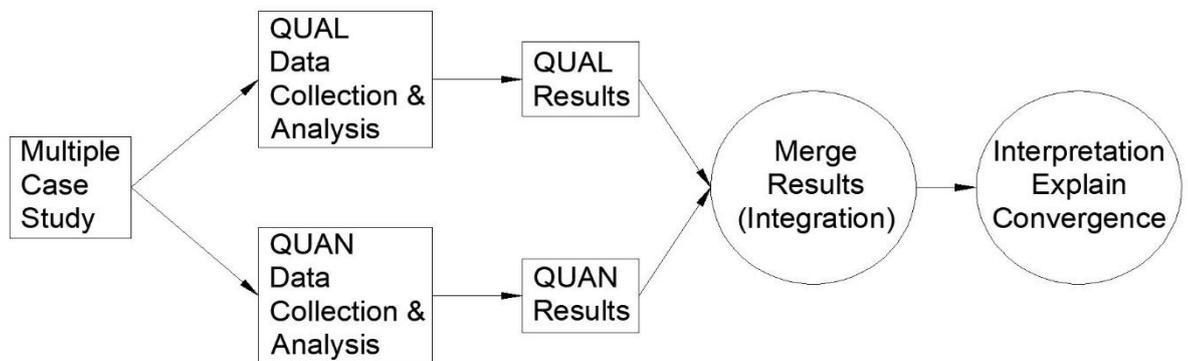 Multiple
Case
Study
QUAL
Data
Collection &
Analysis
QUAL
Results
QUAN
Data
Collection &
Analysis
QUAN
Results
Merge
Results
(Integration)
Interpretation
Explain
Convergence